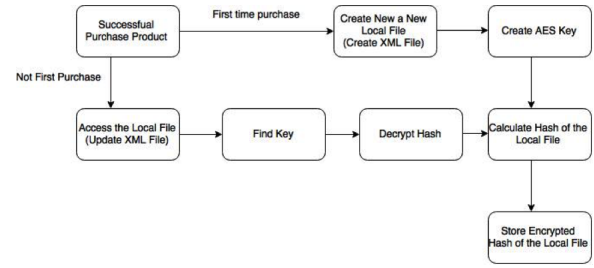 First time purchase
Successfual
Purchase Product
Create New a New
Local File
(Create XML File)
Create AES Key
Not First Purchase
Access the Local File
(Update XML File)
Find Key
Decrypt Hash
Calculate Hash of the
Local File
Store Encrypted
Hash of the Local File